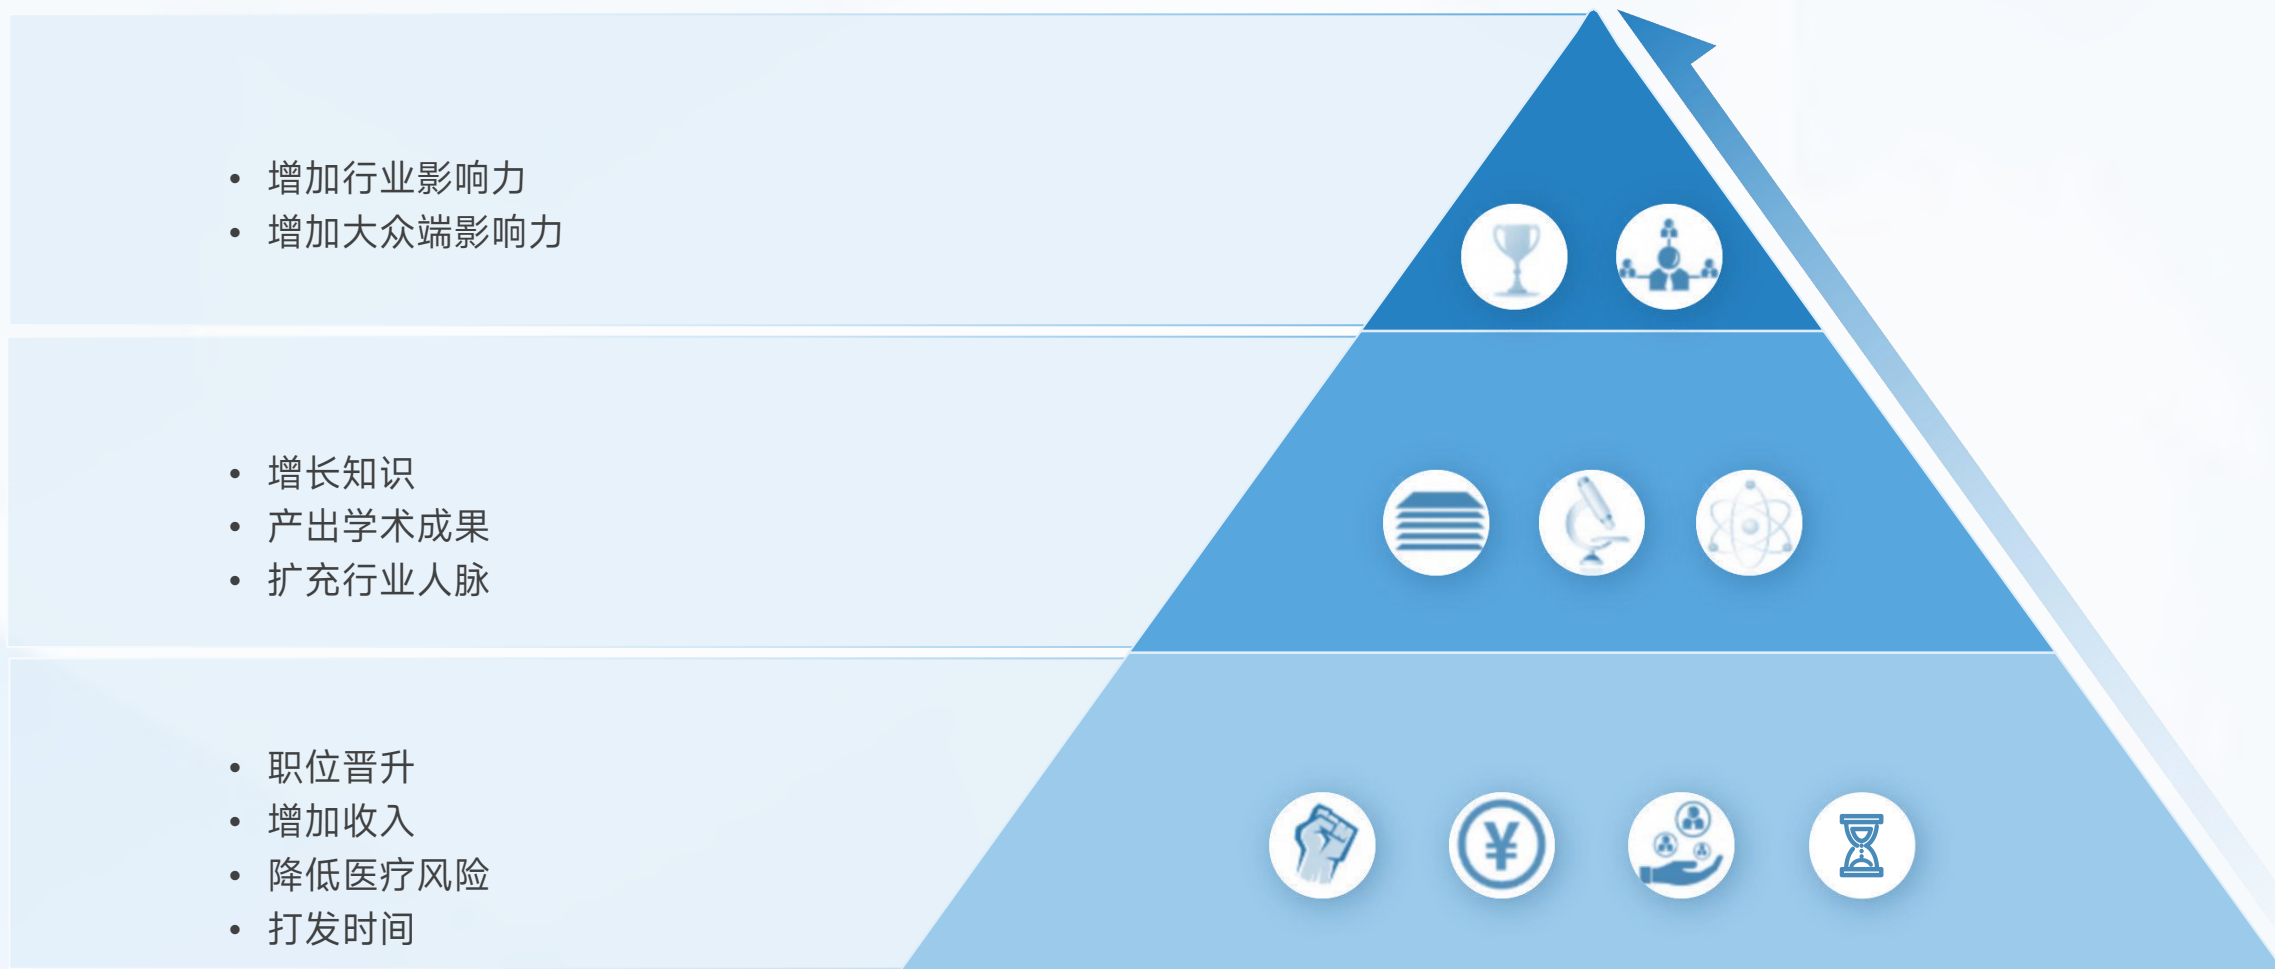 • 增加行业影响力
• 增加大众端影响力
• 增长知识
• 产出学术成果
• 扩充行业人脉
• 职位晋升
• 增加收入
• 降低医疗风险
• 打发时间
¥